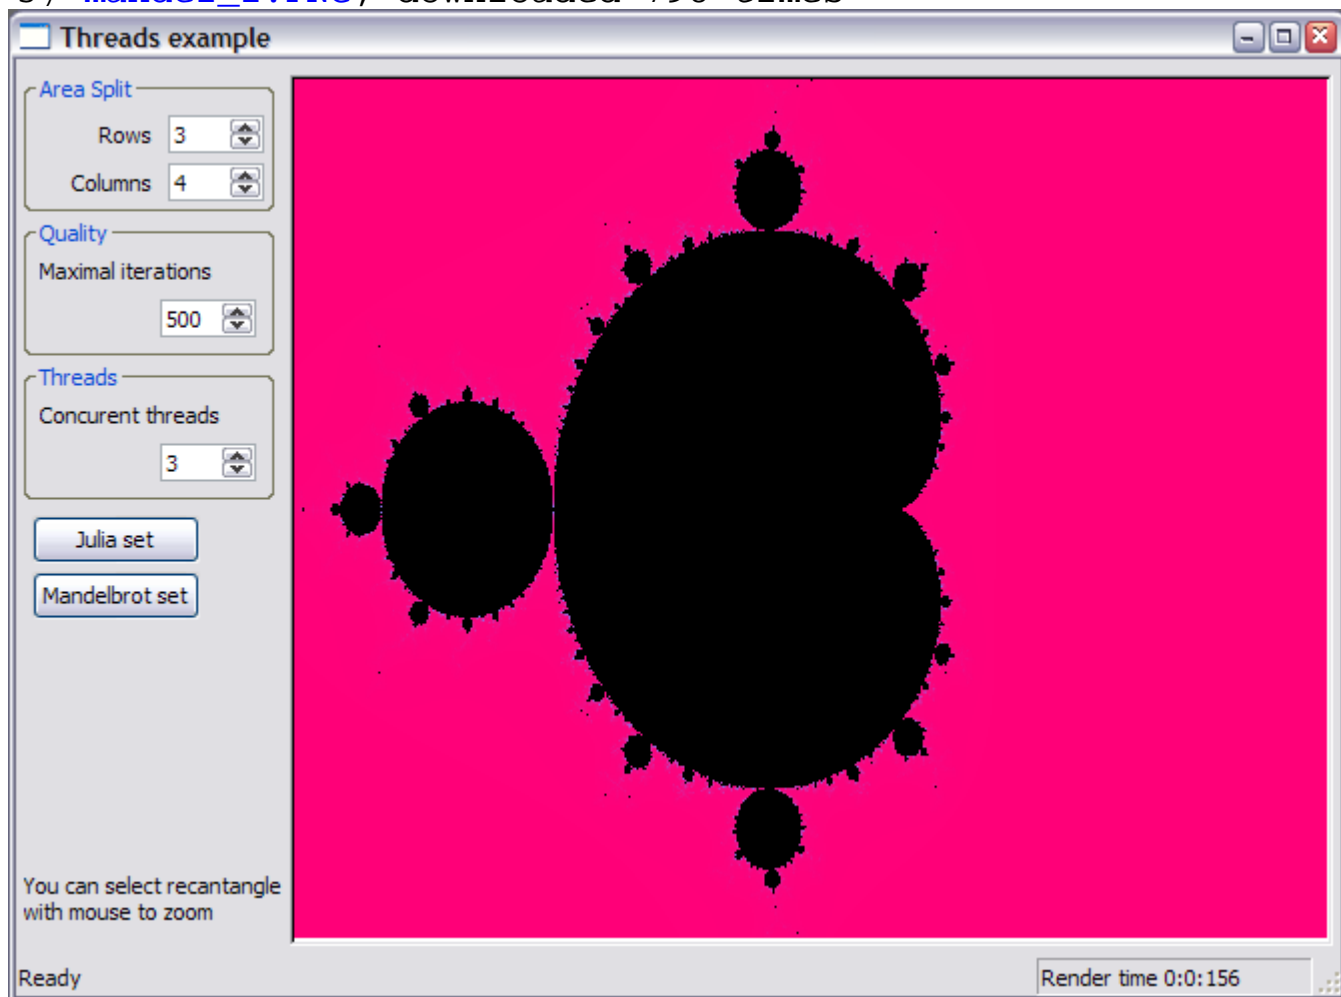 Threads example
Area Split
Rows 3
Columns 4
Quality
Maximal iterations
500
Threads
Concurent threads
3
Julia set
Mandelbrot set
You can select recantangle
with mouse to zoom
Ready
Render time 0:0:156